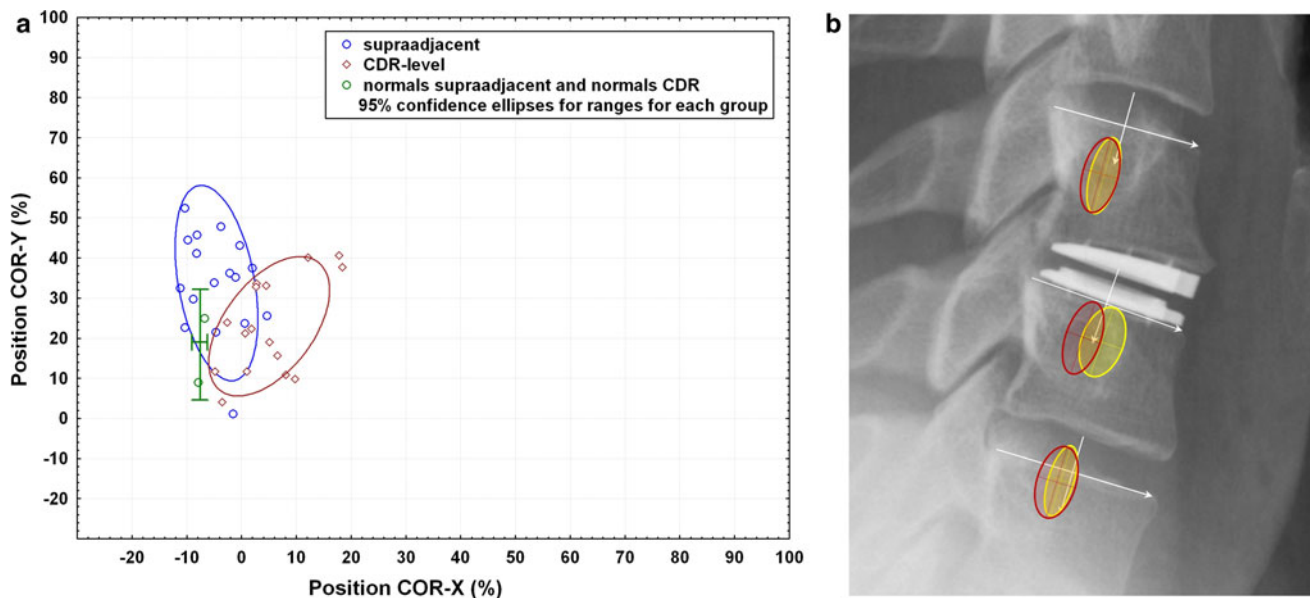 a
100
90
80
70
60
50
40
30
20
10
0
-10
-20
Position COR-Y (%)
supraadjacent
CDR-level
normals supraadjacent and normals CDR
95% confidence ellipses for ranges for each group
-20 -10 0 10 20 30 40 50 60 70 80 90 100
Position COR-X (%)
b